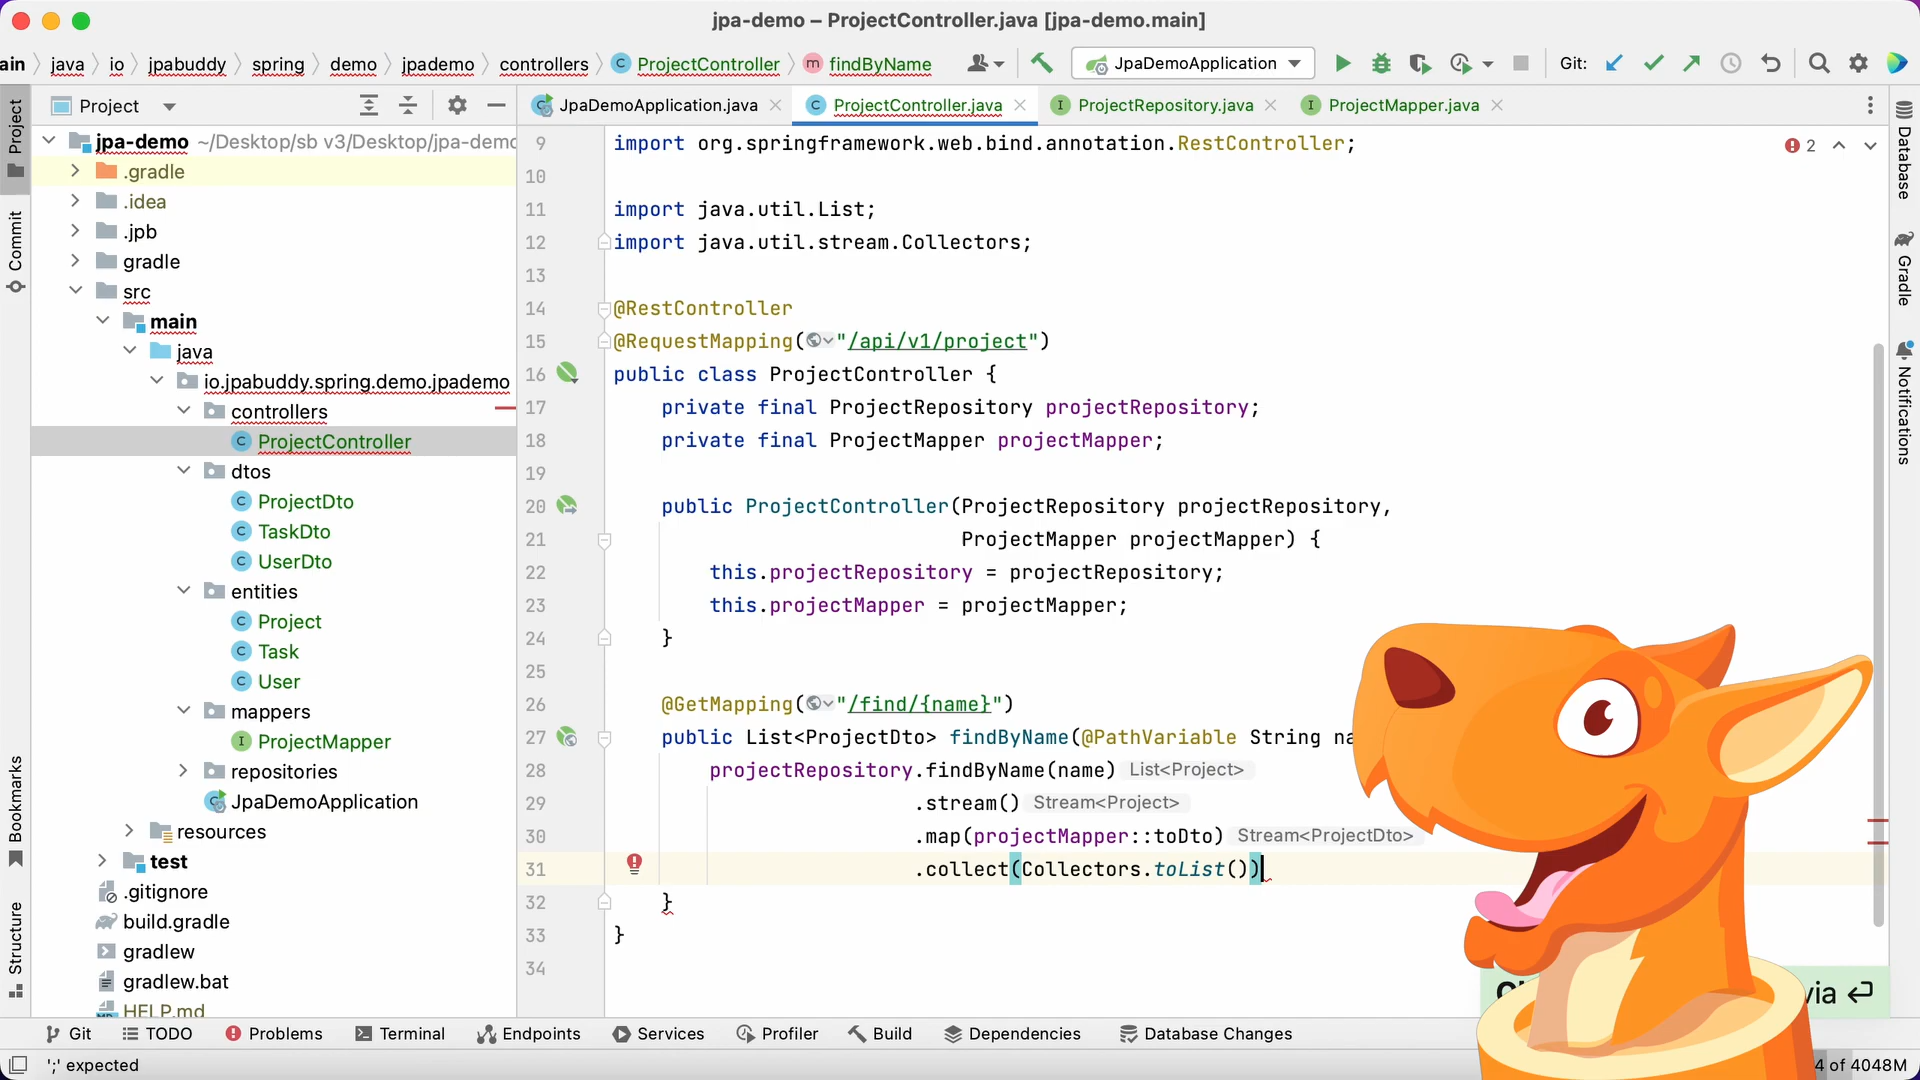 jpa-demo – ProjectController.java [jpa-demo.main]
ain java io jpabuddy spring demo jpademo controllers ProjectController findByName JpaDemoApplication Git:
Project
Commit
Bookmarks
Structure
Project
jpa-demo ~/Desktop/sb v3/Desktop/jpa-demo
.gradle
.idea
.jpb
gradle
src
main
java
io.jpabuddy.spring.demo.jpademo
controllers
ProjectController
dtos
ProjectDto
TaskDto
UserDto
entities
Project
Task
User
mappers
ProjectMapper
repositories
JpaDemoApplication
resources
test
.gitignore
build.gradle
gradlew
gradlew.bat
HELP.md
JpaDemoApplication.java ProjectController.java ProjectRepository.java ProjectMapper.java
2
9 import org.springframework.web.bind.annotation.RestController;
10
11 import java.util.List;
12 import java.util.stream.Collectors;
13
14 @RestController
15 @RequestMapping("/api/v1/project")
16 public class ProjectController {
17 private final ProjectRepository projectRepository;
18 private final ProjectMapper projectMapper;
19
20 public ProjectController(ProjectRepository projectRepository,
21 ProjectMapper projectMapper) {
22 this.projectRepository = projectRepository;
23 this.projectMapper = projectMapper;
24 }
25
26 @GetMapping("/find/{name}")
27 public List<ProjectDto> findByName(@PathVariable String na
28 projectRepository.findByName(name) List<Project>
29 .stream() Stream<Project>
30 .map(projectMapper::toDto) Stream<ProjectDto>
31 .collect(Collectors.toList())
32 }
33 }
34
Database
Gradle
Notifications
via ↩
Git TODO Problems Terminal Endpoints Services Profiler Build Dependencies Database Changes
';' expected
4 of 4048M